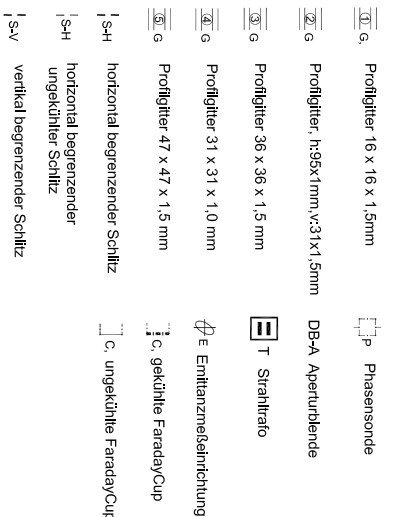 ① G, Profilgitter 16 x 16 x 1,5mm
② G Profilgitter, h:95x1mm,v:31x1,5mm
③ G Profilgitter 36 x 36 x 1,5 mm
④ G Profilgitter 31 x 31 x 1,0 mm
⑤ G Profilgitter 47 x 47 x 1,5 mm
S-H horizontal begrenzender Schlitz
S-H horizontal begrenzender
ungekühlter Schlitz
S-V vertikal begrenzender Schlitz
P Phasensonde
DB-A Aperturblende
T Strahltrafo
E Emittanzmeßeinrichtung
C, gekühlte FaradayCup
C, ungekühlte FaradayCup